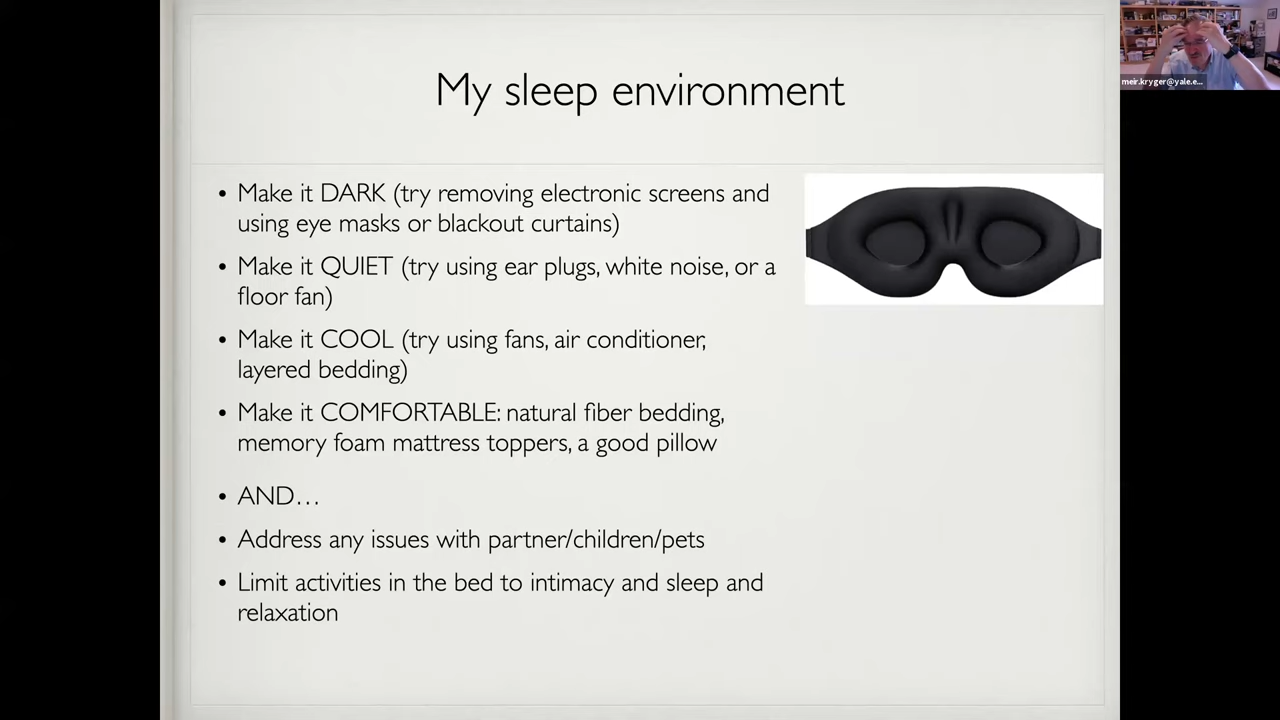 My sleep environment
• Make it DARK (try removing electronic screens and
using eye masks or blackout curtains)
• Make it QUIET (try using ear plugs, white noise, or a
floor fan)
• Make it COOL (try using fans, air conditioner,
layered bedding)
• Make it COMFORTABLE: natural fiber bedding,
memory foam mattress toppers, a good pillow
• AND…
• Address any issues with partner/children/pets
• Limit activities in the bed to intimacy and sleep and
relaxation
meir.kryger@yale.e...